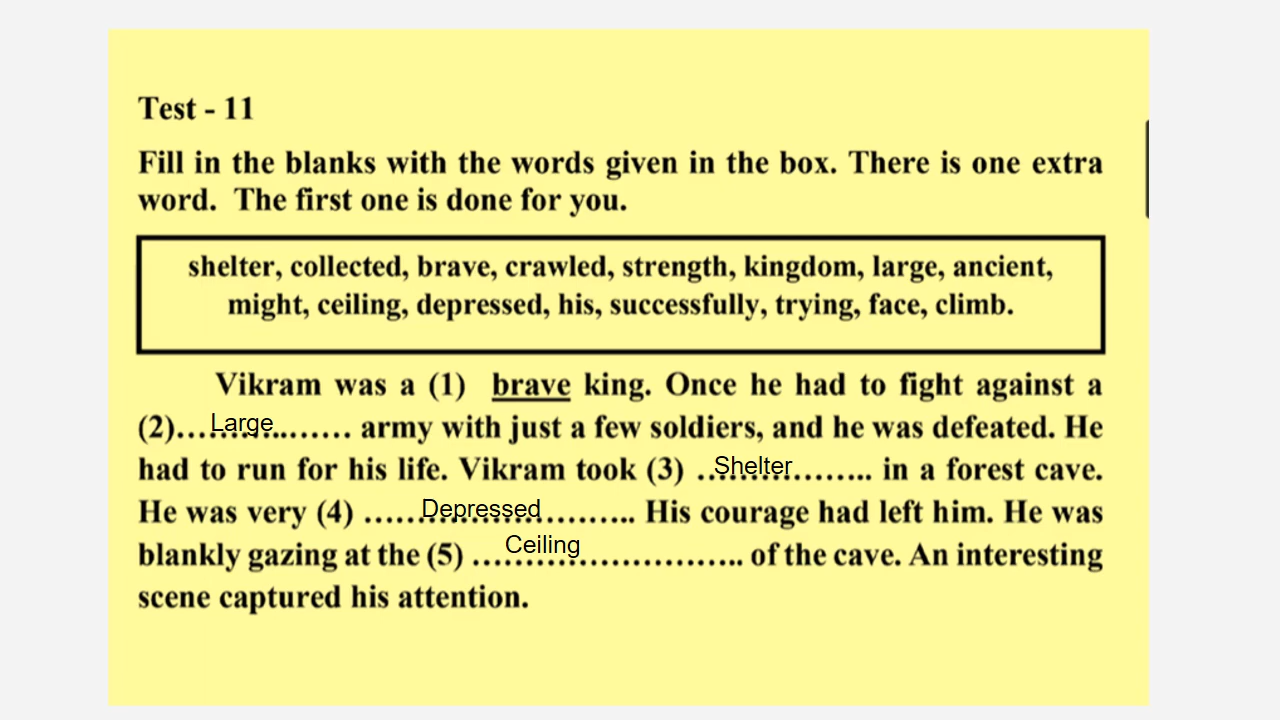 Test - 11
Fill in the blanks with the words given in the box. There is one extra
word. The first one is done for you.
shelter, collected, brave, crawled, strength, kingdom, large, ancient,
might, ceiling, depressed, his, successfully, trying, face, climb.
Vikram was a (1) brave king. Once he had to fight against a
(2)....Large........ army with just a few soldiers, and he was defeated. He
had to run for his life. Vikram took (3) ..Shelter........ in a forest cave.
He was very (4) ......Depressed........ His courage had left him. He was
blankly gazing at the (5) ....Ceiling.............. of the cave. An interesting
scene captured his attention.